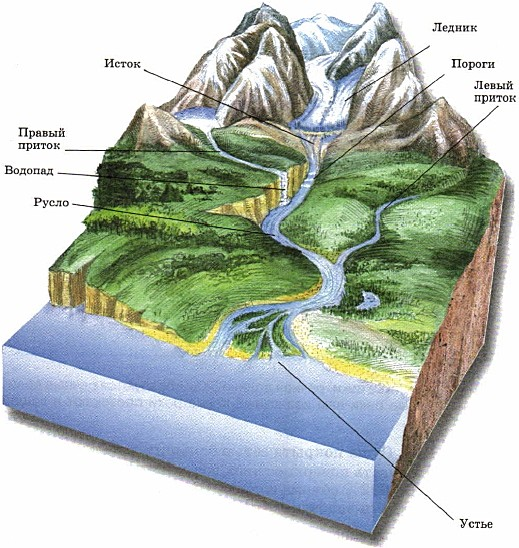 Ледник
Исток
Пороги
Левый
приток
Правый
приток
Водопад
Русло
Устье